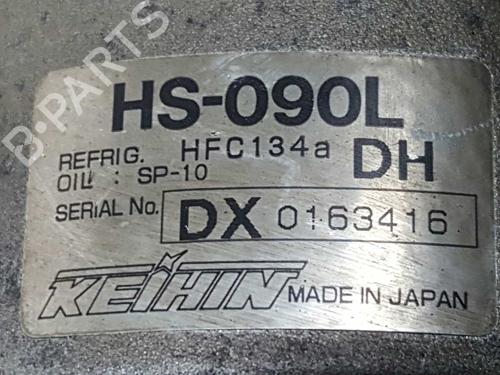 B·PARTS
HS-090L
REFRIG. HFC134a DH
OIL : SP-10
SERIAL No. DX 0163416
KEIHIN MADE IN JAPAN